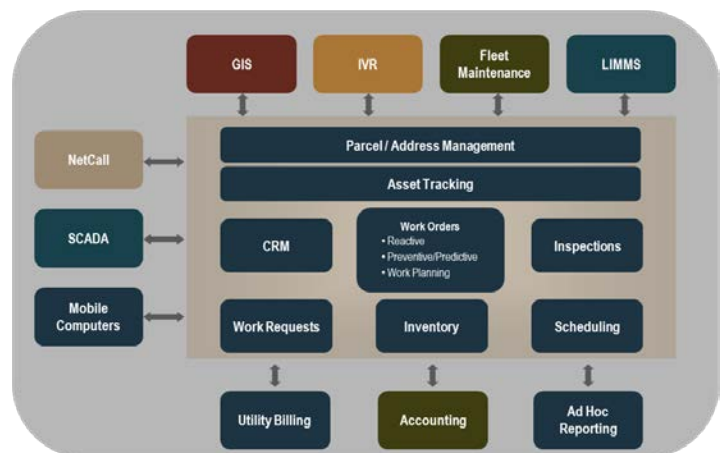 GIS
IVR
Fleet
Maintenance
LIMMS
Parcel / Address Management
NetCall
Asset Tracking
SCADA
CRM
Work Orders
• Reactive
• Preventive/Predictive
• Work Planning
Inspections
Mobile
Computers
Work Requests
Inventory
Scheduling
Utility Billing
Accounting
Ad Hoc
Reporting